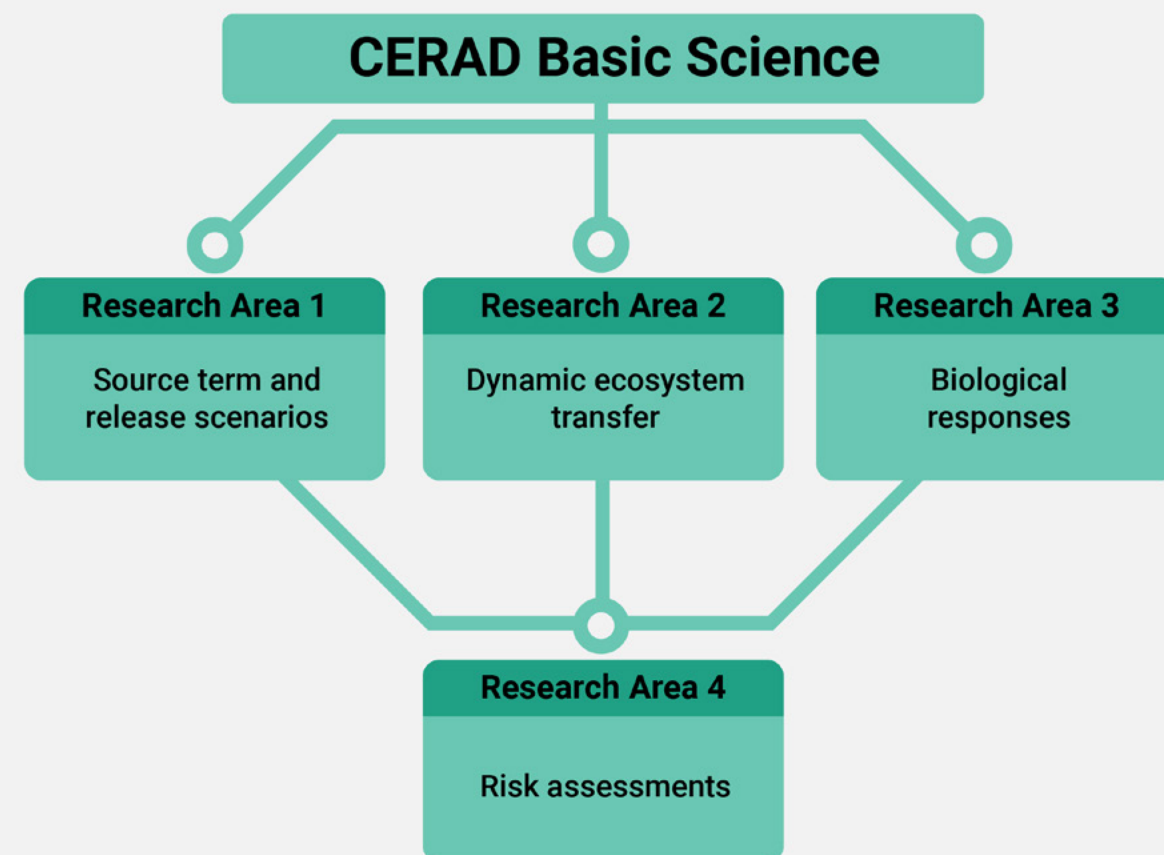 CERAD Basic Science
Research Area 1
Source term and
release scenarios
Research Area 2
Dynamic ecosystem
transfer
Research Area 3
Biological
responses
Research Area 4
Risk assessments